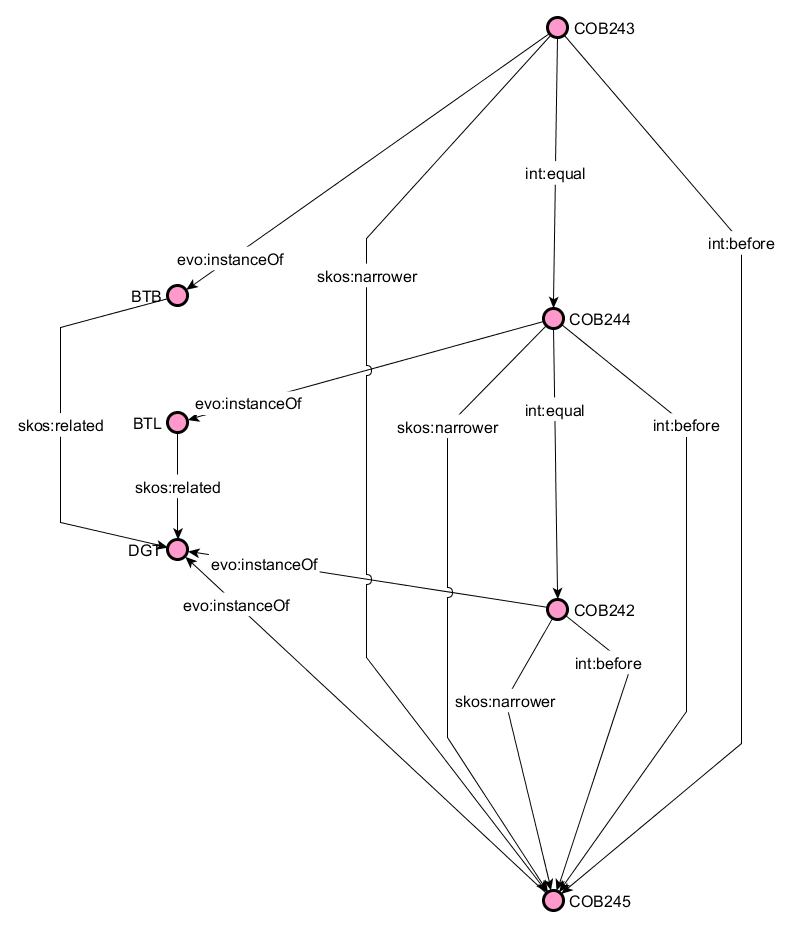 COB243
int:equal
int:before
evo:instanceOf
skos:narrower
BTB
COB244
evo:instanceOf
int:equal
BTL
skos:related
skos:narrower
int:before
skos:related
DGT
evo:instanceOf
evo:instanceOf
COB242
int:before
skos:narrower
COB245